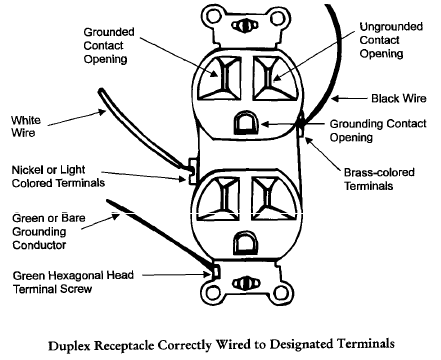 Grounded
Contact
Opening
Ungrounded
Contact
Opening
Black Wire
White
Wire
Grounding Contact
Opening
Nickel or Light
Colored Terminals
Brass-colored
Terminals
Green or Bare
Grounding
Conductor
Green Hexagonal Head
Terminal Screw
Duplex Receptacle Correctly Wired to Designated Terminals